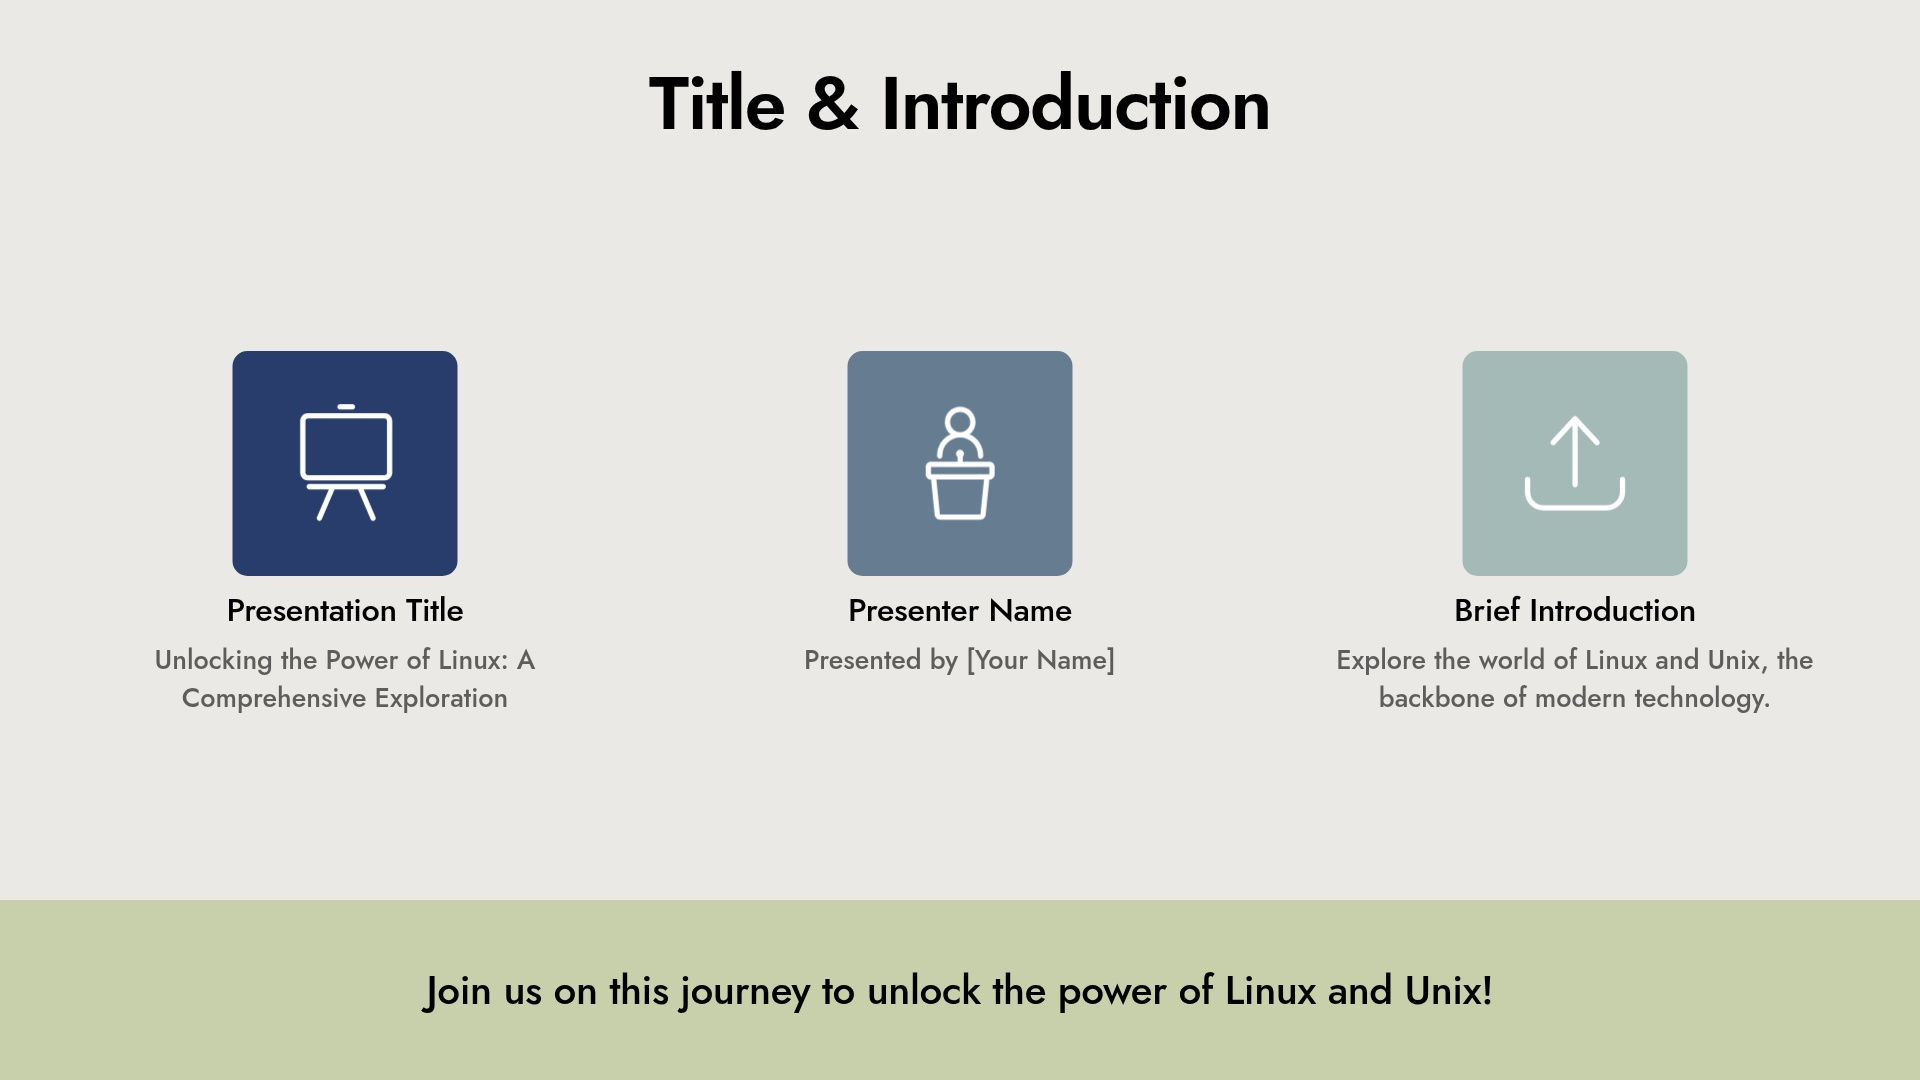 Title & Introduction
Presentation Title
Unlocking the Power of Linux: A
Comprehensive Exploration
Presenter Name
Presented by [Your Name]
Brief Introduction
Explore the world of Linux and Unix, the
backbone of modern technology.
Join us on this journey to unlock the power of Linux and Unix!